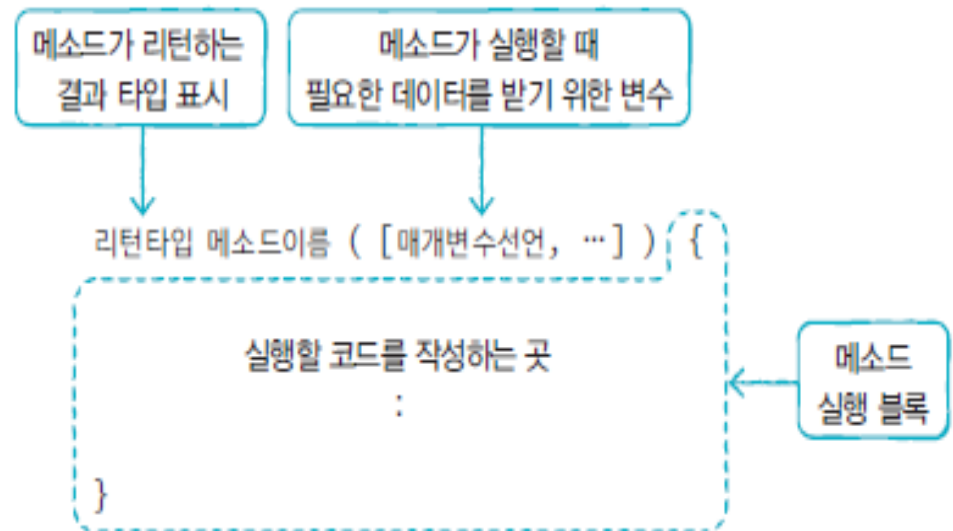 메소드가 리턴하는
결과 타입 표시
메소드가 실행할 때
필요한 데이터를 받기 위한 변수
리턴타입 메소드이름 ( [매개변수선언, …] ) {
실행할 코드를 작성하는 곳
:
}
메소드
실행 블록